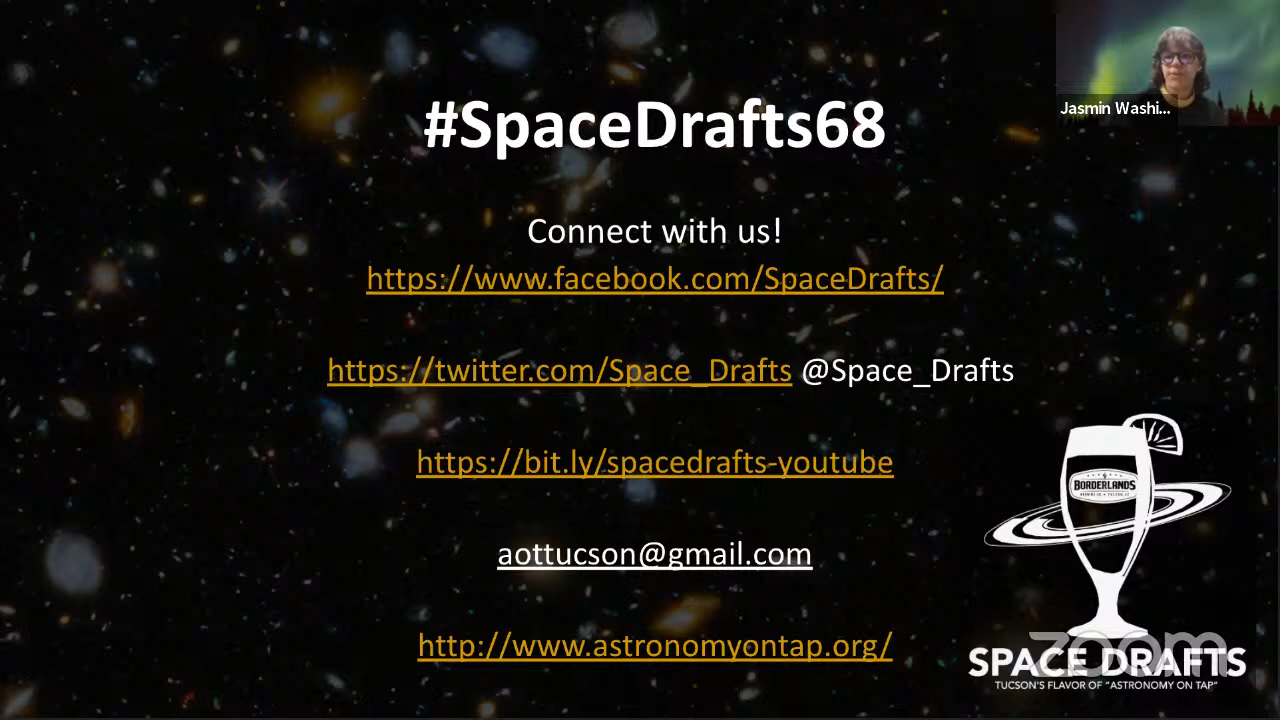 #SpaceDrafts68
Jasmin Washi...
Connect with us!
https://www.facebook.com/SpaceDrafts/
https://twitter.com/Space_Drafts @Space_Drafts
https://bit.ly/spacedrafts-youtube
aottucson@gmail.com
http://www.astronomyontap.org/
BORDERLANDS
zoom
SPACE DRAFTS
TUCSON'S FLAVOR OF "ASTRONOMY ON TAP"